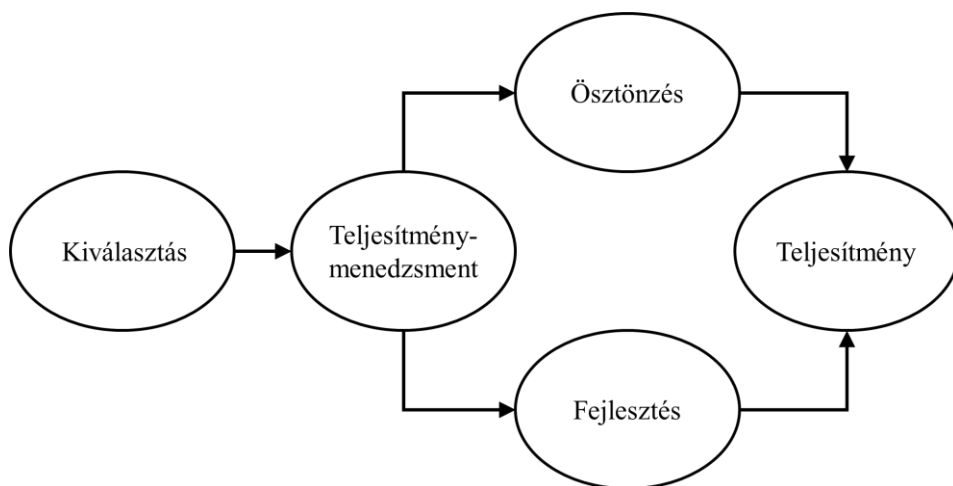 Ösztönzés
Kiválasztás
Teljesítmény-
menedzsment
Teljesítmény
Fejlesztés